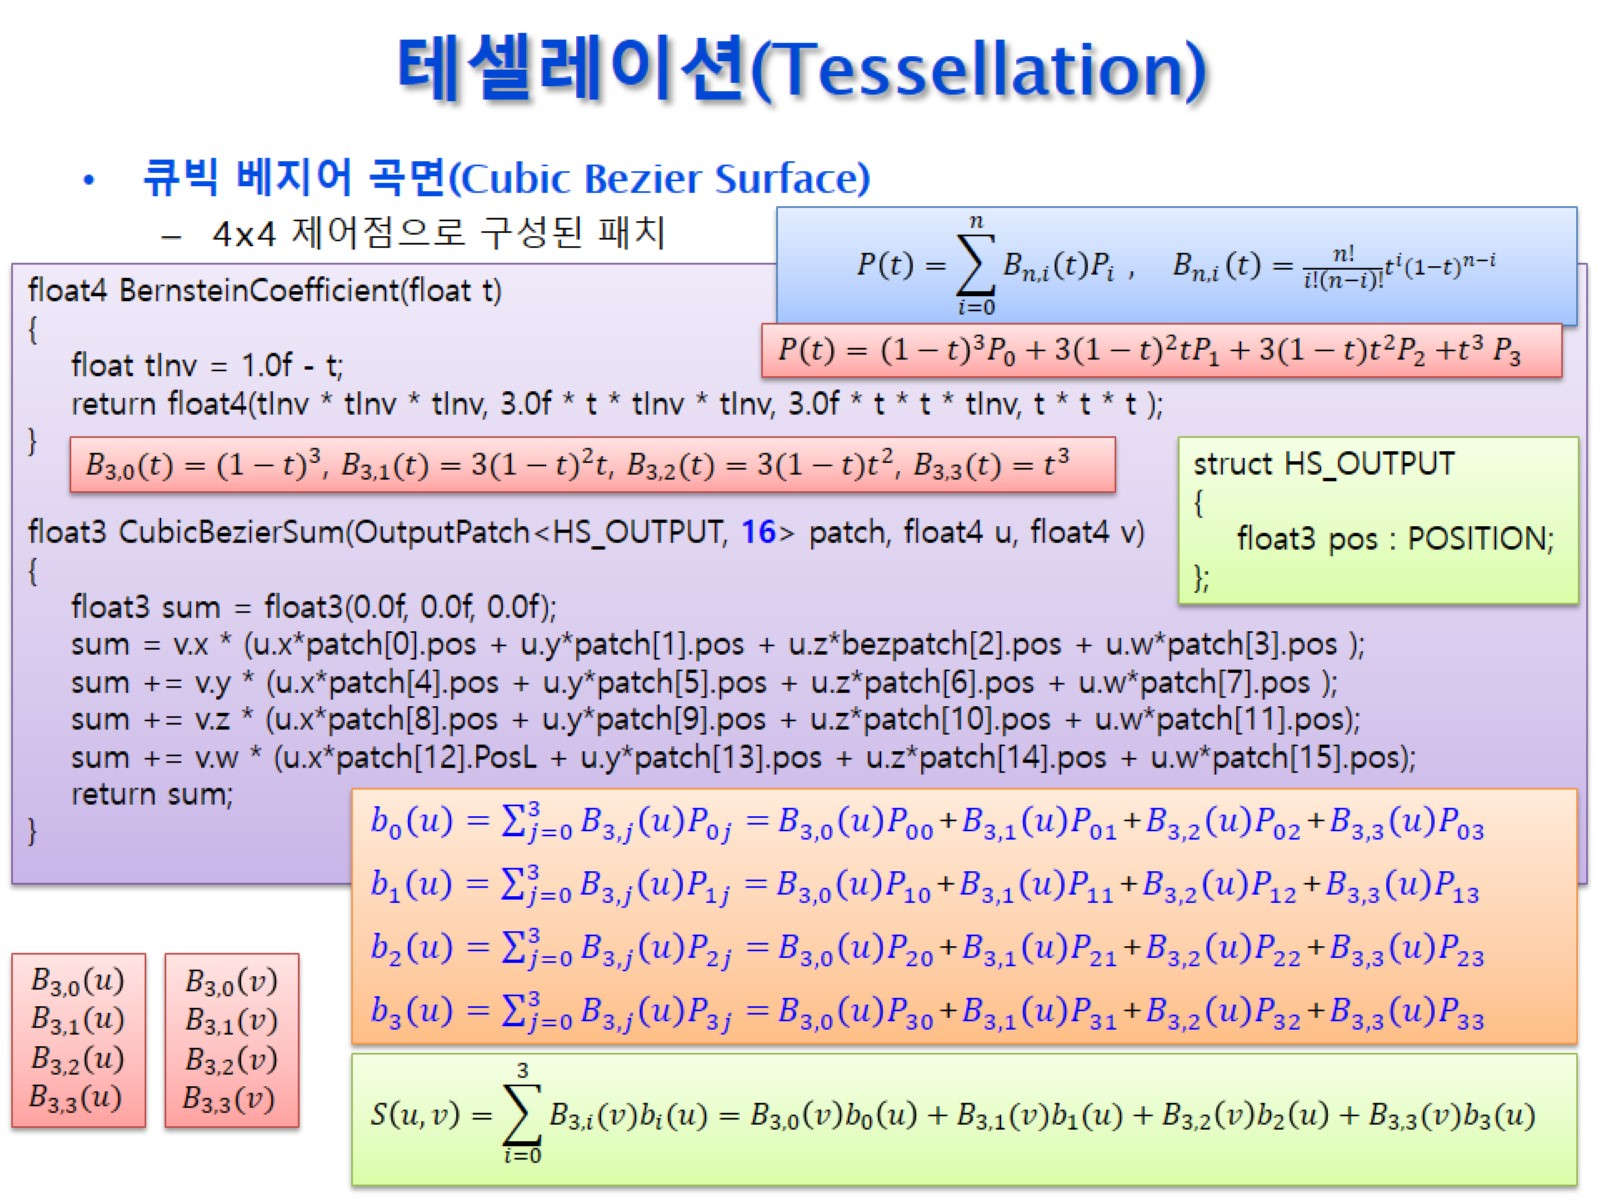 테셀레이션(Tessellation)
• 큐빅 베지어 곡면(Cubic Bezier Surface)
– 4x4 제어점으로 구성된 패치
P(t) = \sum_{i=0}^{n} B_{n,i}(t)P_i , B_{n,i}(t) = \frac{n!}{i!(n-i)!} t^i (1-t)^{n-i}
P(t) = (1 − t)^3 P_0 + 3(1 − t)^2 tP_1 + 3(1 − t)t^2 P_2 +t^3 P_3
float4 BernsteinCoefficient(float t)
{
float tInv = 1.0f - t;
return float4(tInv * tInv * tInv, 3.0f * t * tInv * tInv, 3.0f * t * t * tInv, t * t * t );
}
B_{3,0}(t) = (1 − t)^3, B_{3,1}(t) = 3(1 − t)^2 t, B_{3,2}(t) = 3(1 − t)t^2, B_{3,3}(t) = t^3
struct HS_OUTPUT
{
float3 pos : POSITION;
};
float3 CubicBezierSum(OutputPatch<HS_OUTPUT, 16> patch, float4 u, float4 v)
{
float3 sum = float3(0.0f, 0.0f, 0.0f);
sum = v.x * (u.x*patch[0].pos + u.y*patch[1].pos + u.z*bezpatch[2].pos + u.w*patch[3].pos );
sum += v.y * (u.x*patch[4].pos + u.y*patch[5].pos + u.z*patch[6].pos + u.w*patch[7].pos );
sum += v.z * (u.x*patch[8].pos + u.y*patch[9].pos + u.z*patch[10].pos + u.w*patch[11].pos);
sum += v.w * (u.x*patch[12].PosL + u.y*patch[13].pos + u.z*patch[14].pos + u.w*patch[15].pos);
return sum;
}
b_0(u) = \sum_{j=0}^{3} B_{3,j}(u)P_{0j} = B_{3,0}(u)P_{00}+B_{3,1}(u)P_{01}+B_{3,2}(u)P_{02}+B_{3,3}(u)P_{03}
b_1(u) = \sum_{j=0}^{3} B_{3,j}(u)P_{1j} = B_{3,0}(u)P_{10}+B_{3,1}(u)P_{11}+B_{3,2}(u)P_{12}+B_{3,3}(u)P_{13}
b_2(u) = \sum_{j=0}^{3} B_{3,j}(u)P_{2j} = B_{3,0}(u)P_{20}+B_{3,1}(u)P_{21}+B_{3,2}(u)P_{22}+B_{3,3}(u)P_{23}
b_3(u) = \sum_{j=0}^{3} B_{3,j}(u)P_{3j} = B_{3,0}(u)P_{30}+B_{3,1}(u)P_{31}+B_{3,2}(u)P_{32}+B_{3,3}(u)P_{33}
B_{3,0}(u)
B_{3,1}(u)
B_{3,2}(u)
B_{3,3}(u)
B_{3,0}(v)
B_{3,1}(v)
B_{3,2}(v)
B_{3,3}(v)
S(u, v) = \sum_{i=0}^{3} B_{3,i}(v)b_i(u) = B_{3,0}(v)b_0(u) + B_{3,1}(v)b_1(u) + B_{3,2}(v)b_2(u) + B_{3,3}(v)b_3(u)